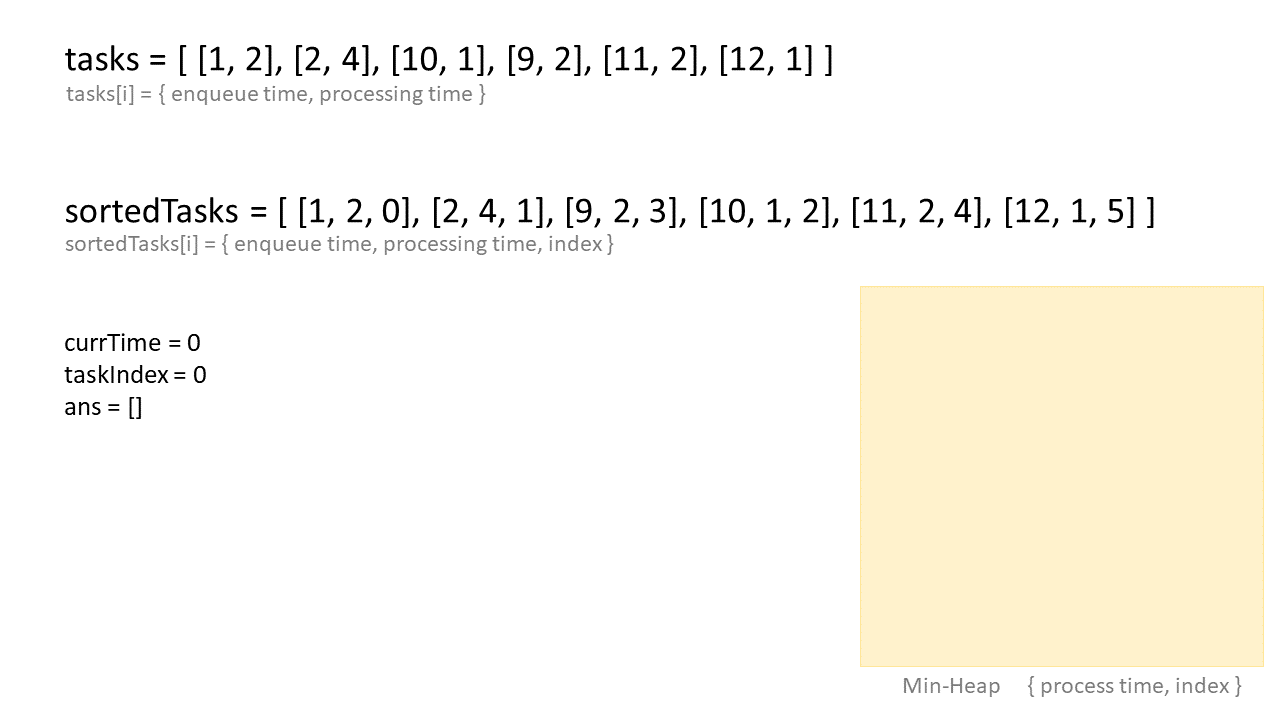 tasks = [ [1, 2], [2, 4], [10, 1], [9, 2], [11, 2], [12, 1] ]
tasks[i] = { enqueue time, processing time }
sortedTasks = [ [1, 2, 0], [2, 4, 1], [9, 2, 3], [10, 1, 2], [11, 2, 4], [12, 1, 5] ]
sortedTasks[i] = { enqueue time, processing time, index }
currTime = 0
taskIndex = 0
ans = []
Min-Heap { process time, index }